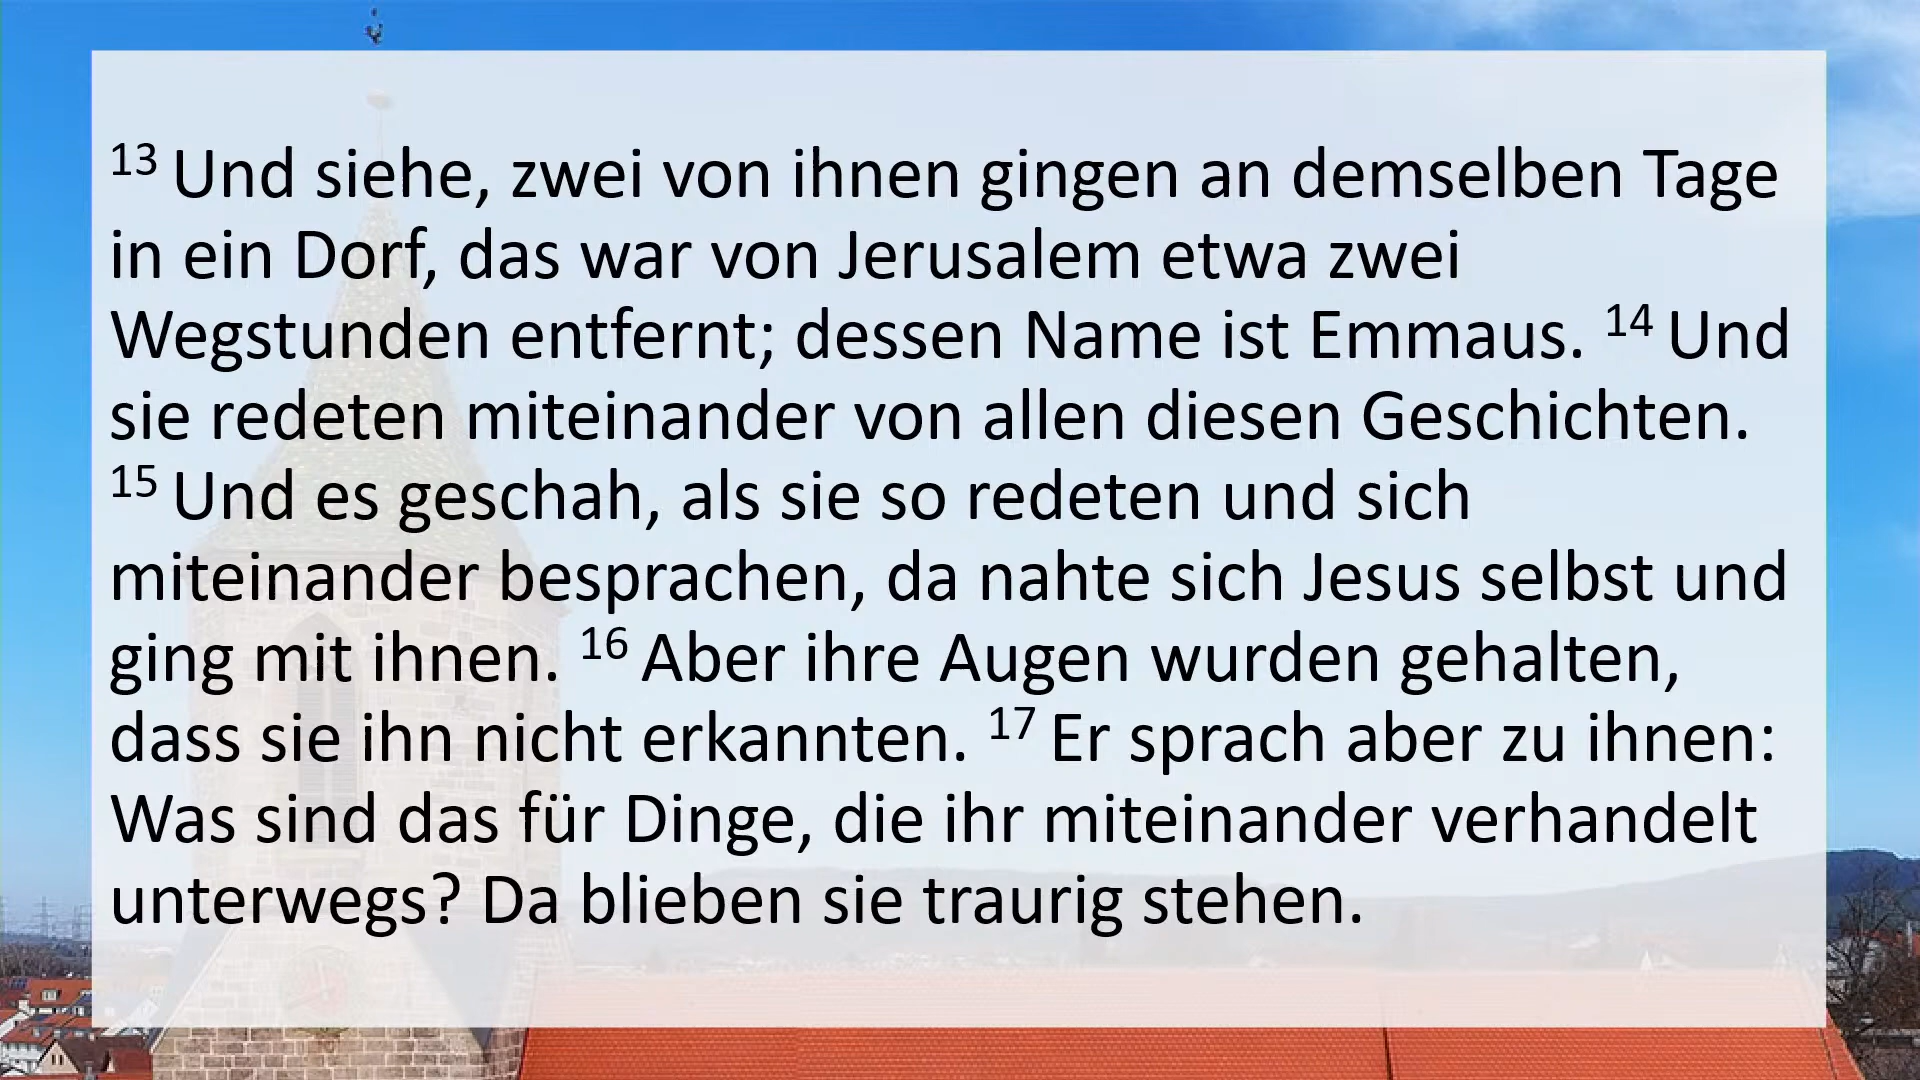 13 Und siehe, zwei von ihnen gingen an demselben Tage
in ein Dorf, das war von Jerusalem etwa zwei
Wegstunden entfernt; dessen Name ist Emmaus. 14 Und
sie redeten miteinander von allen diesen Geschichten.
15 Und es geschah, als sie so redeten und sich
miteinander besprachen, da nahte sich Jesus selbst und
ging mit ihnen. 16 Aber ihre Augen wurden gehalten,
dass sie ihn nicht erkannten. 17 Er sprach aber zu ihnen:
Was sind das für Dinge, die ihr miteinander verhandelt
unterwegs? Da blieben sie traurig stehen.